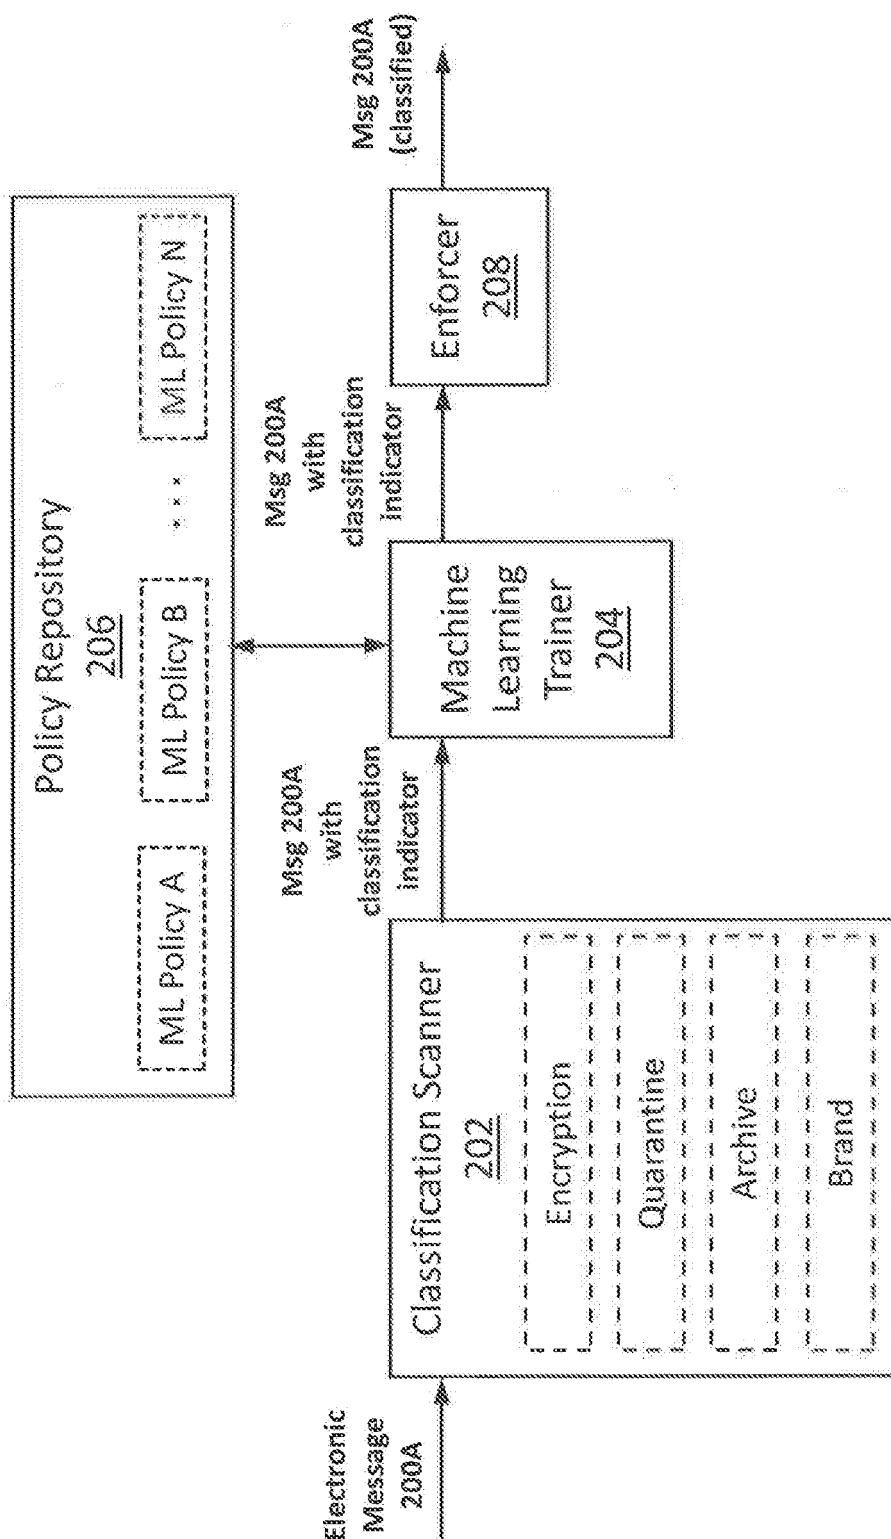 Policy Repository
206
ML Policy A
ML Policy B
...
ML Policy N
Electronic
Message
200A
Classification Scanner
202
Encryption
Quarantine
Archive
Brand
Msg 200A
with
classification
indicator
Machine
Learning
Trainer
204
Msg 200A
with
classification
indicator
Enforcer
208
Msg 200A
(classified)